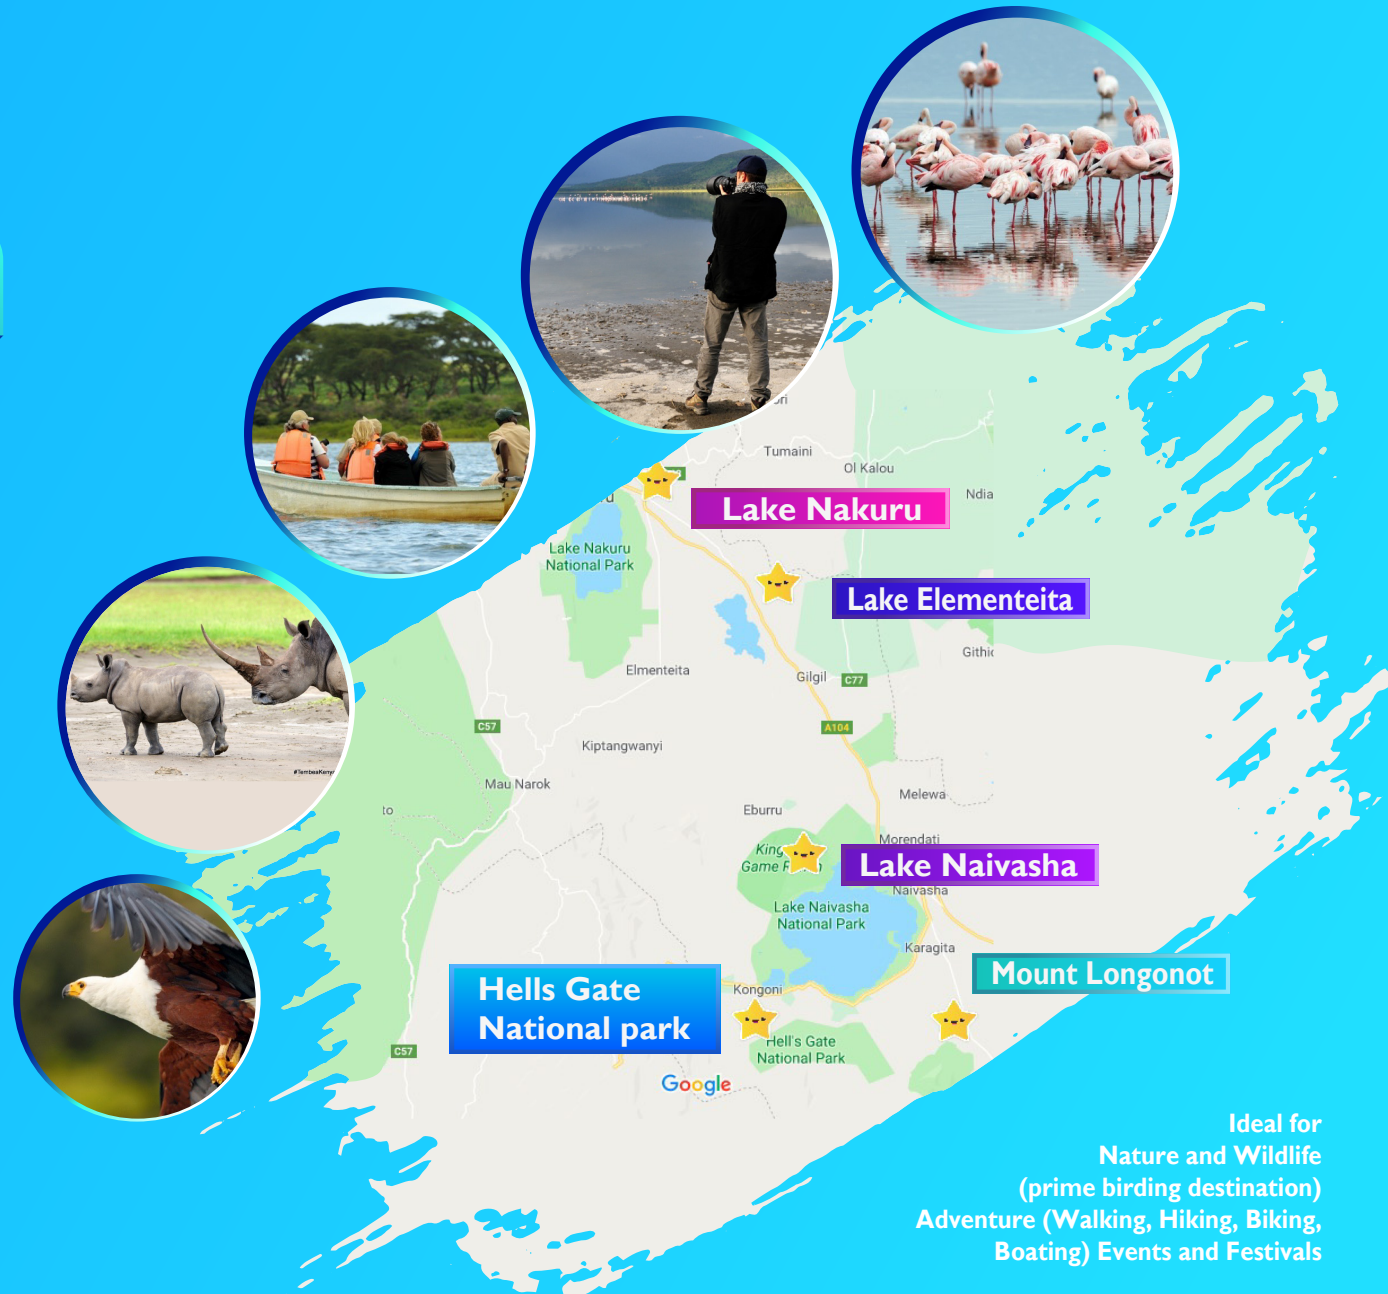 Tumaini
Ol Kalou
Ndia
Lake Nakuru
Lake Nakuru
National Park
Lake Elementeita
Elmenteita
Gilgil
C77
C57
A104
Kiptangwanyi
Mau Narok
Melewa
Eburru
Morendati
Lake Naivasha
Naivasha
Lake Naivasha
National Park
Karagita
Mount Longonot
Hells Gate
National park
Kongoni
Hell's Gate
National Park
C57
Google
#TembeaKenya
Ideal for
Nature and Wildlife
(prime birding destination)
Adventure (Walking, Hiking, Biking,
Boating) Events and Festivals